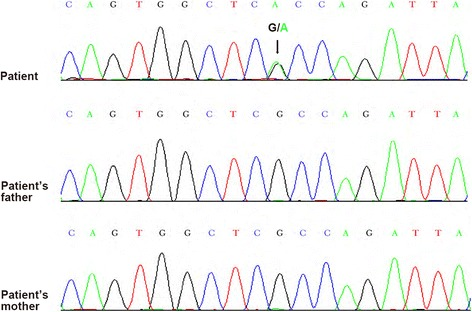 C A G T G G C T C A C C A G A T T A
G/A
Patient
C A G T G G C T C G C C A G A T T A
Patient's
father
C A G T G G C T C G C C A G A T T A
Patient's
mother